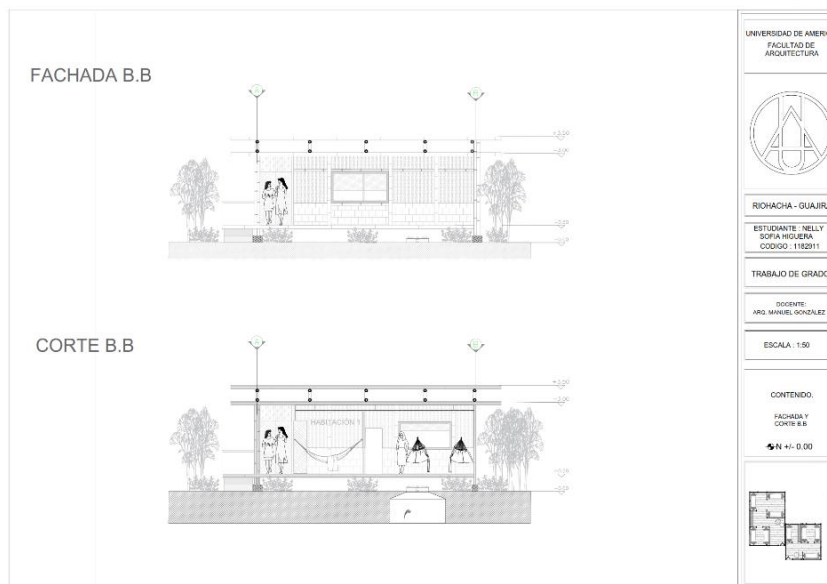 FACHADA B.B
CORTE B.B
HABITACIÓN 1
UNIVERSIDAD DE AMERI
FACULTAD DE
ARQUITECTURA
RIOHACHA - GUAJIRA
ESTUDIANTE : NELLY
SOFIA HIGUERA
CODIGO : 1182911
TRABAJO DE GRADO
DOCENTE:
ARQ. MANUEL GONZÁLEZ
ESCALA : 1:50
CONTENIDO.
FACHADA Y
CORTE B.B
N +/- 0.00